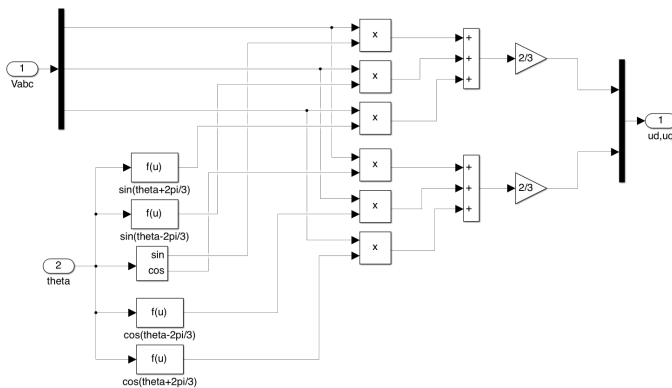 x
+
2/3
1
Vabc
x
+
+
x
1
ud,uq
f(u)
sin(theta+2pi/3)
x
+
2/3
f(u)
sin(theta-2pi/3)
x
+
+
sin
cos
2
theta
x
f(u)
cos(theta-2pi/3)
f(u)
cos(theta+2pi/3)